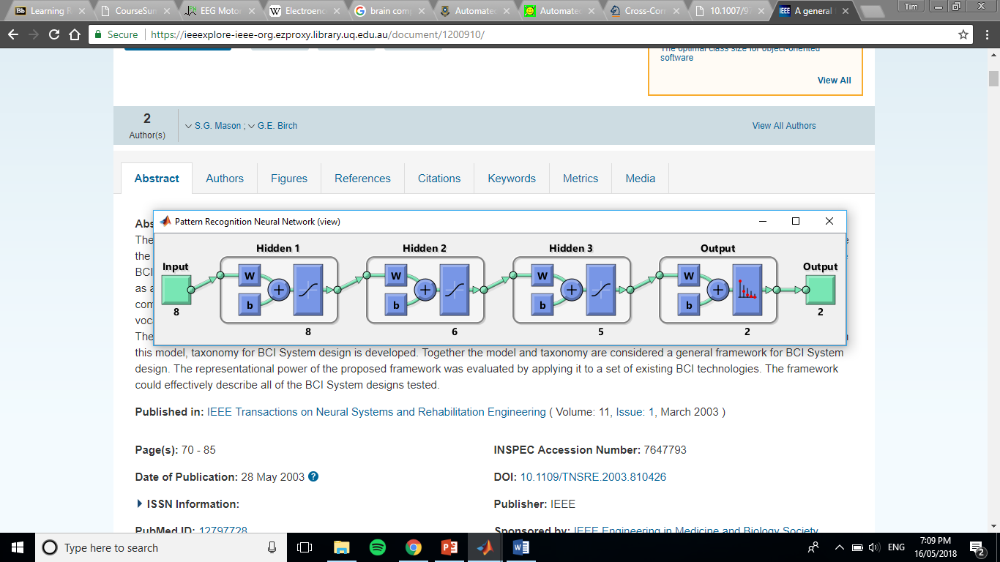 Learning R
CourseSum
EEG Motor
Electroenc
brain comp
Automated
Automated
Cross-Corr
10.1007/97
IEEE A general
Tim
Secure https://ieeexplore-ieee-org.ezproxy.library.uq.edu.au/document/1200910/
The optimal class size for object-oriented
software
View All
2
Author(s)
S.G. Mason ; G.E. Birch
View All Authors
Abstract Authors Figures References Citations Keywords Metrics Media
Pattern Recognition Neural Network (view)
Hidden 1 Hidden 2 Hidden 3 Output
Input Output
W W W W
b b b b
8 2
8 6 5 2
Abs
The
the
BCI
as a
com
voca
The
this model, taxonomy for BCI System design is developed. Together the model and taxonomy are considered a general framework for BCI System
design. The representational power of the proposed framework was evaluated by applying it to a set of existing BCI technologies. The framework
could effectively describe all of the BCI System designs tested.
Published in: IEEE Transactions on Neural Systems and Rehabilitation Engineering ( Volume: 11, Issue: 1, March 2003 )
Page(s): 70 - 85
INSPEC Accession Number: 7647793
Date of Publication: 28 May 2003
DOI: 10.1109/TNSRE.2003.810426
ISSN Information:
Publisher: IEEE
PubMed ID: 12797728
Sponsored by: IEEE Engineering in Medicine and Biology Society
Type here to search
ENG
7:09 PM
16/05/2018
2